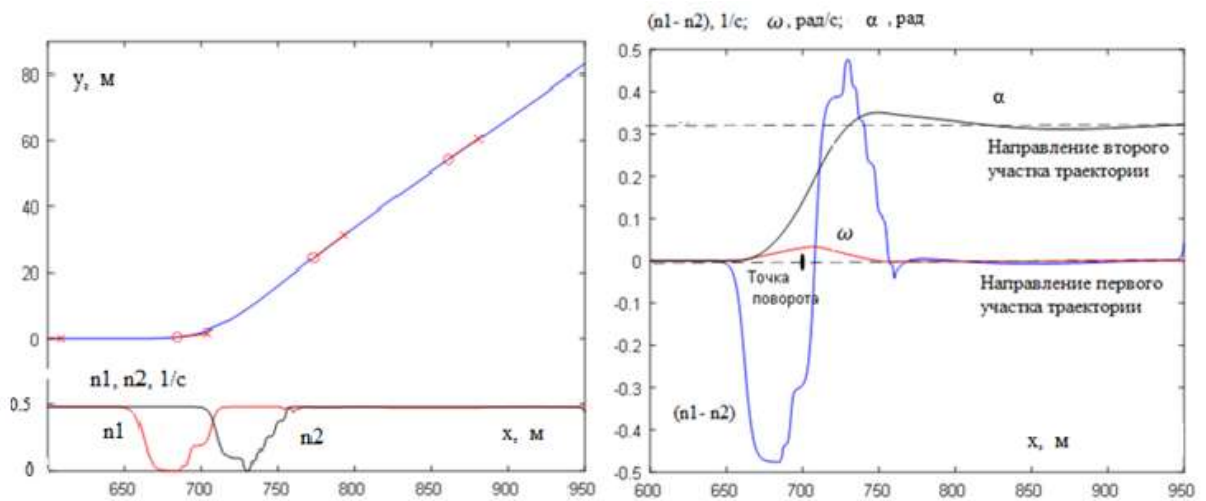 y, м
80
60
40
20
0
n1, n2, 1/с
0.5
n1
n2
x, м
0
650
700
750
800
850
900
950
(n1- n2), 1/с; ω, рад/с; α, рад
0.5
0.4
0.3
0.2
0.1
0
-0.1
-0.2
-0.3
-0.4
-0.5
α
Направление второго
участка траектории
ω
Точка
поворота
Направление первого
участка траектории
(n1- n2)
x, м
600
650
700
750
800
850
900
950